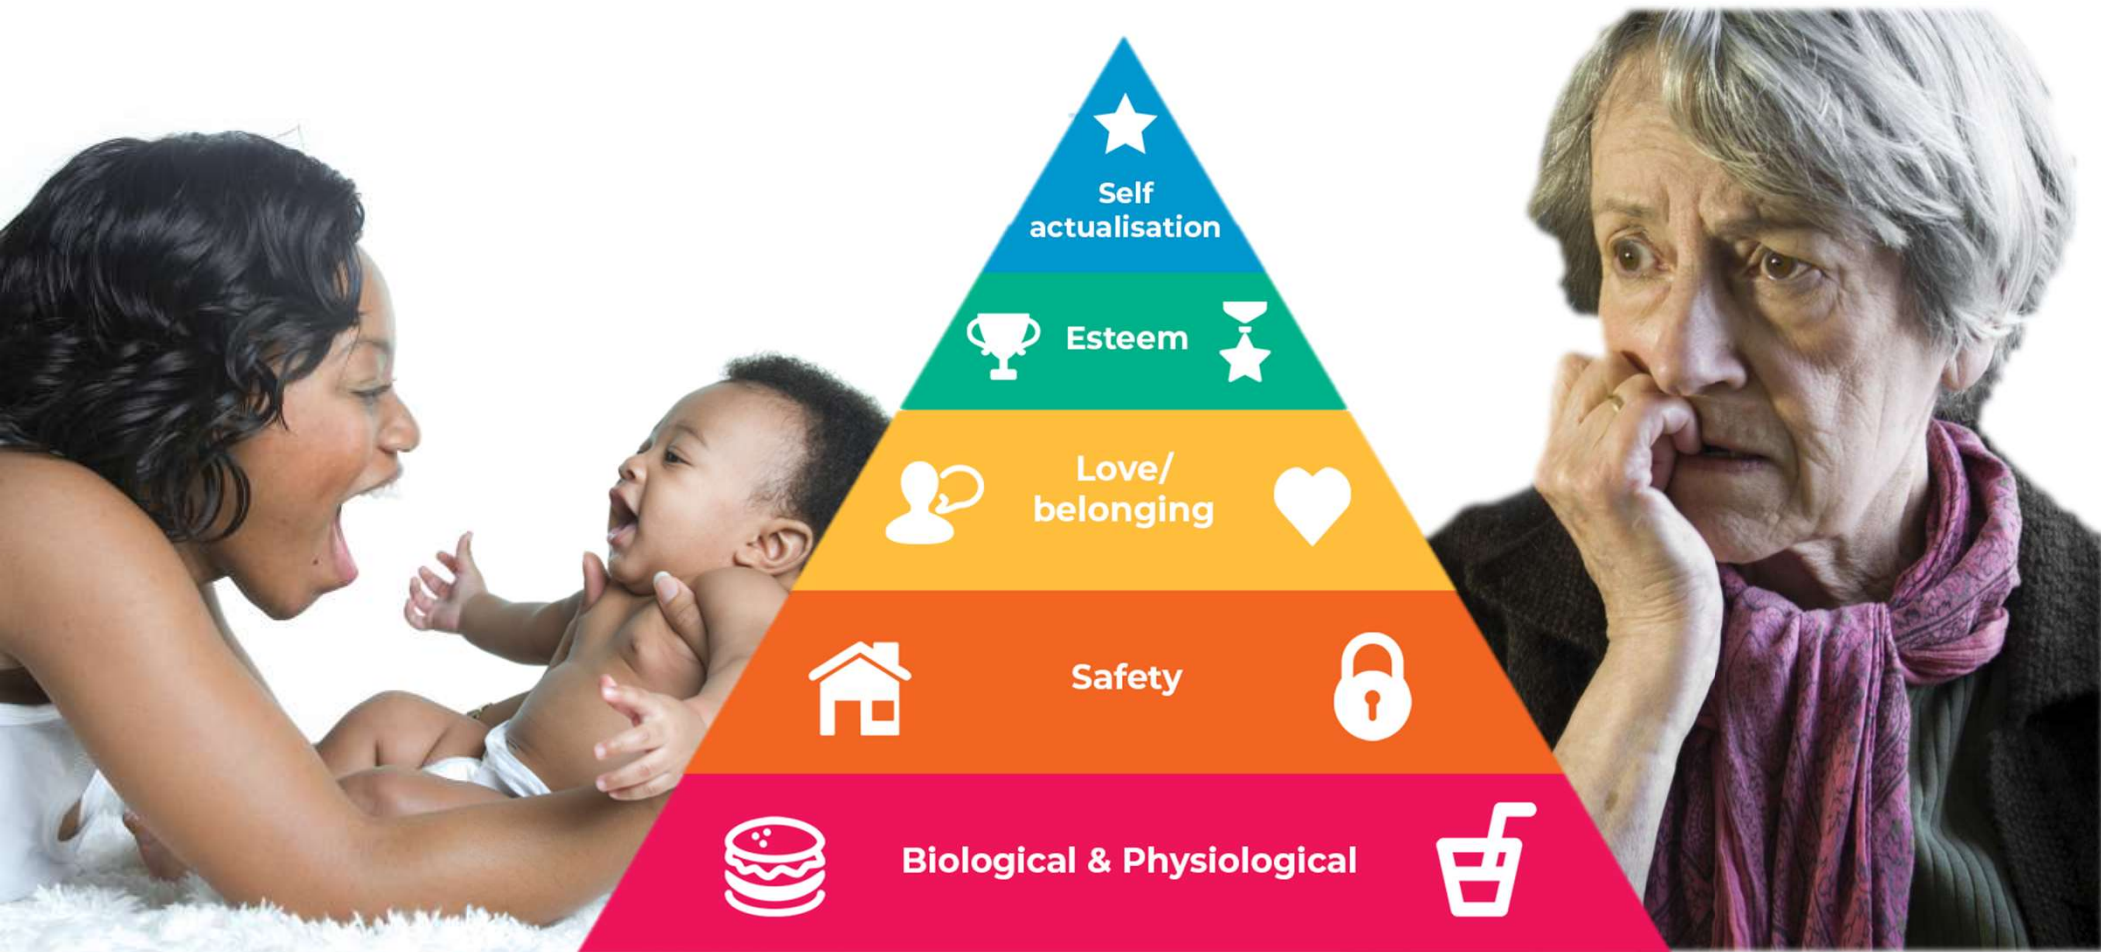 Self
actualisation
Esteem
Love/
belonging
Safety
Biological & Physiological